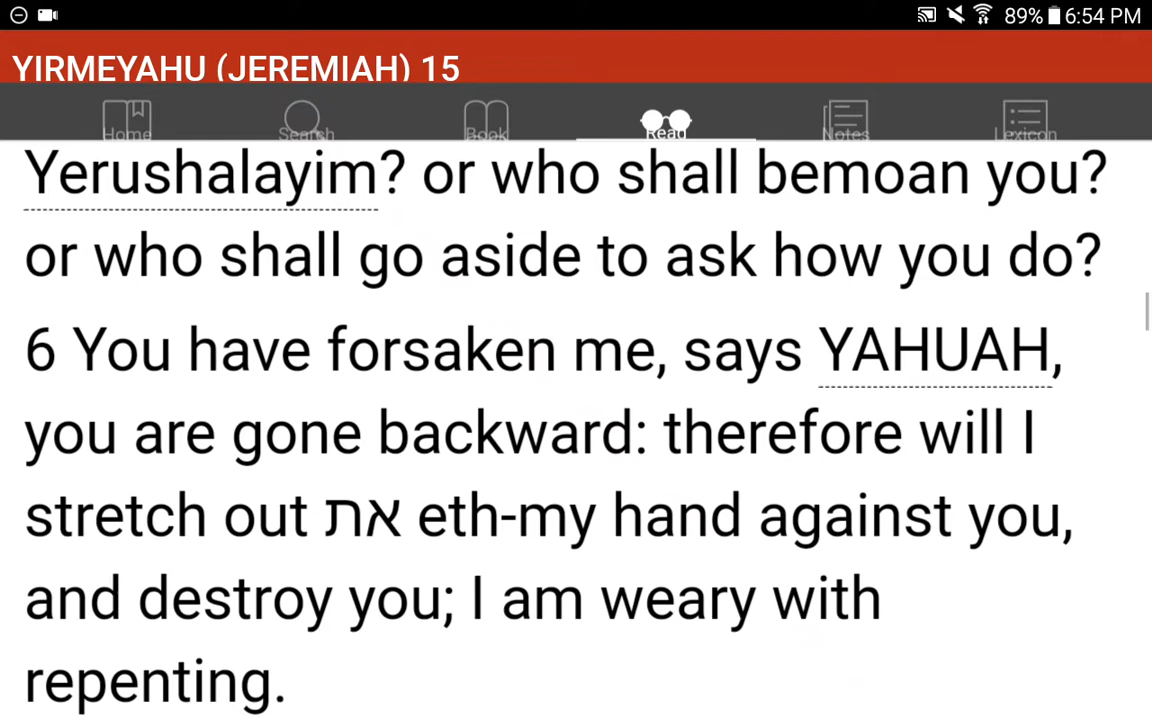 89% 6:54 PM
YIRMEYAHU (JEREMIAH) 15
Home Search Book Read Notes Lexicon
Yerushalayim? or who shall bemoan you?
or who shall go aside to ask how you do?
6 You have forsaken me, says YAHUAH,
you are gone backward: therefore will I
stretch out את eth-my hand against you,
and destroy you; I am weary with
repenting.